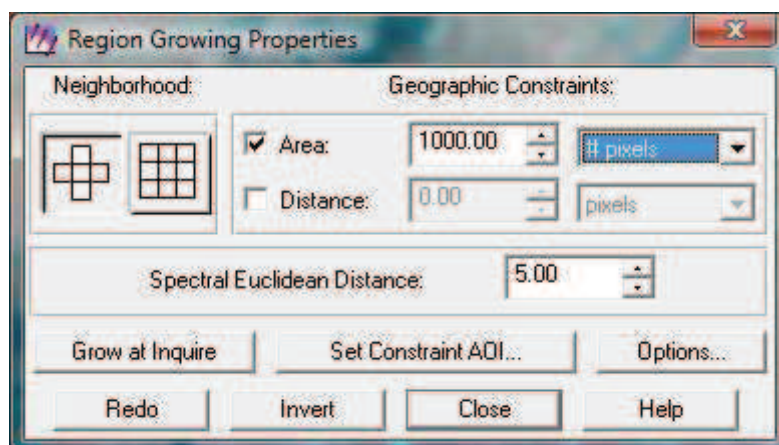 Region Growing Properties
Neighborhood: Geographic Constraints:
Area: 1000.00 # pixels
Distance: 0.00 pixels
Spectral Euclidean Distance: 5.00
Grow at Inquire Set Constraint AOI... Options...
Redo Invert Close Help